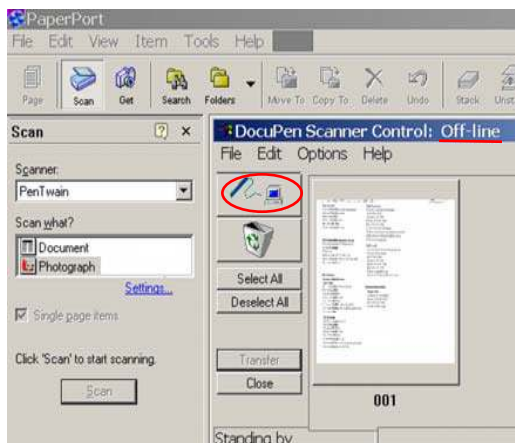 PaperPort
File Edit View Item Tools Help
Page Scan Get Search Folders Move To Copy To Delete Undo Stack Unst
Scan
Scanner:
PenTwain
Scan what?
Document
Photograph
Settings...
Single page items
Click 'Scan' to start scanning.
Scan
DocuPen Scanner Control: Off-line
File Edit Options Help
Select All
Deselect All
Transfer
Close
001
Standing by